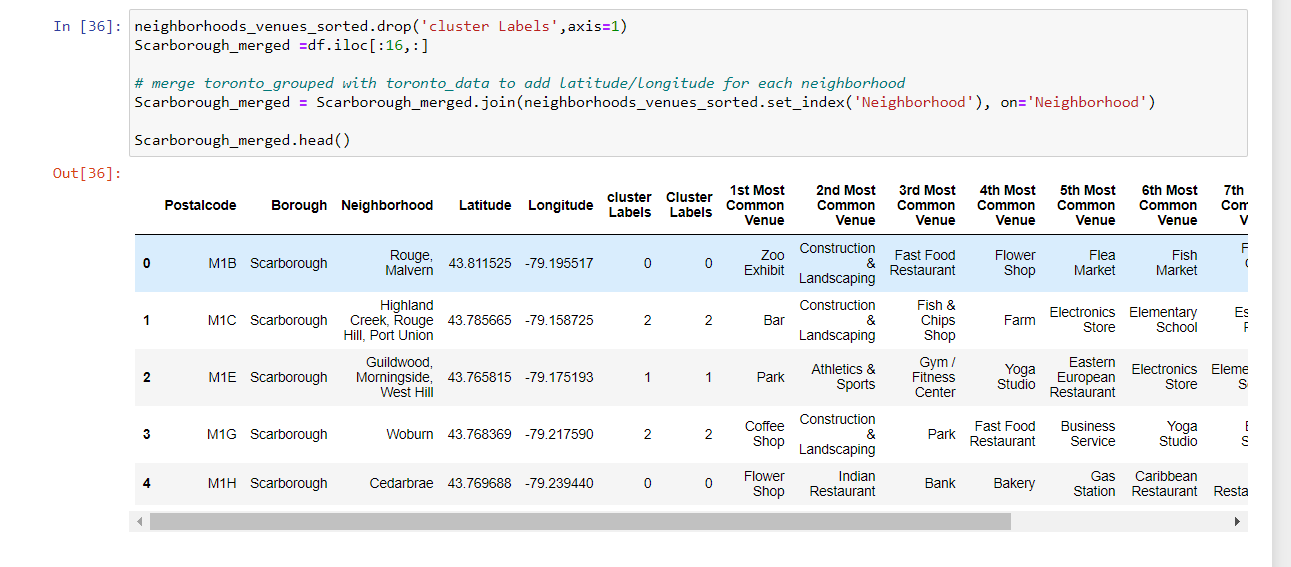 In [36]: neighborhoods_venues_sorted.drop('cluster Labels',axis=1)
Scarborough_merged =df.iloc[:16,:]
# merge toronto_grouped with toronto_data to add latitude/longitude for each neighborhood
Scarborough_merged = Scarborough_merged.join(neighborhoods_venues_sorted.set_index('Neighborhood'), on='Neighborhood')
Scarborough_merged.head()
Out[36]:
Postalcode Borough Neighborhood Latitude Longitude cluster Labels Cluster Labels 1st Most Common Venue 2nd Most Common Venue 3rd Most Common Venue 4th Most Common Venue 5th Most Common Venue 6th Most Common Venue 7th
0 M1B Scarborough Rouge, Malvern 43.811525 -79.195517 0 0 Zoo Exhibit Construction & Landscaping Fast Food Restaurant Flower Shop Flea Market Fish Market
1 M1C Scarborough Highland Creek, Rouge Hill, Port Union 43.785665 -79.158725 2 2 Bar Construction & Landscaping Fish & Chips Shop Farm Electronics Store Elementary School
2 M1E Scarborough Guildwood, Morningside, West Hill 43.765815 -79.175193 1 1 Park Athletics & Sports Gym / Fitness Center Yoga Studio Eastern European Restaurant Electronics Store
3 M1G Scarborough Woburn 43.768369 -79.217590 2 2 Coffee Shop Construction & Landscaping Park Fast Food Restaurant Business Service Yoga Studio
4 M1H Scarborough Cedarbrae 43.769688 -79.239440 0 0 Flower Shop Indian Restaurant Bank Bakery Gas Station Caribbean Restaurant